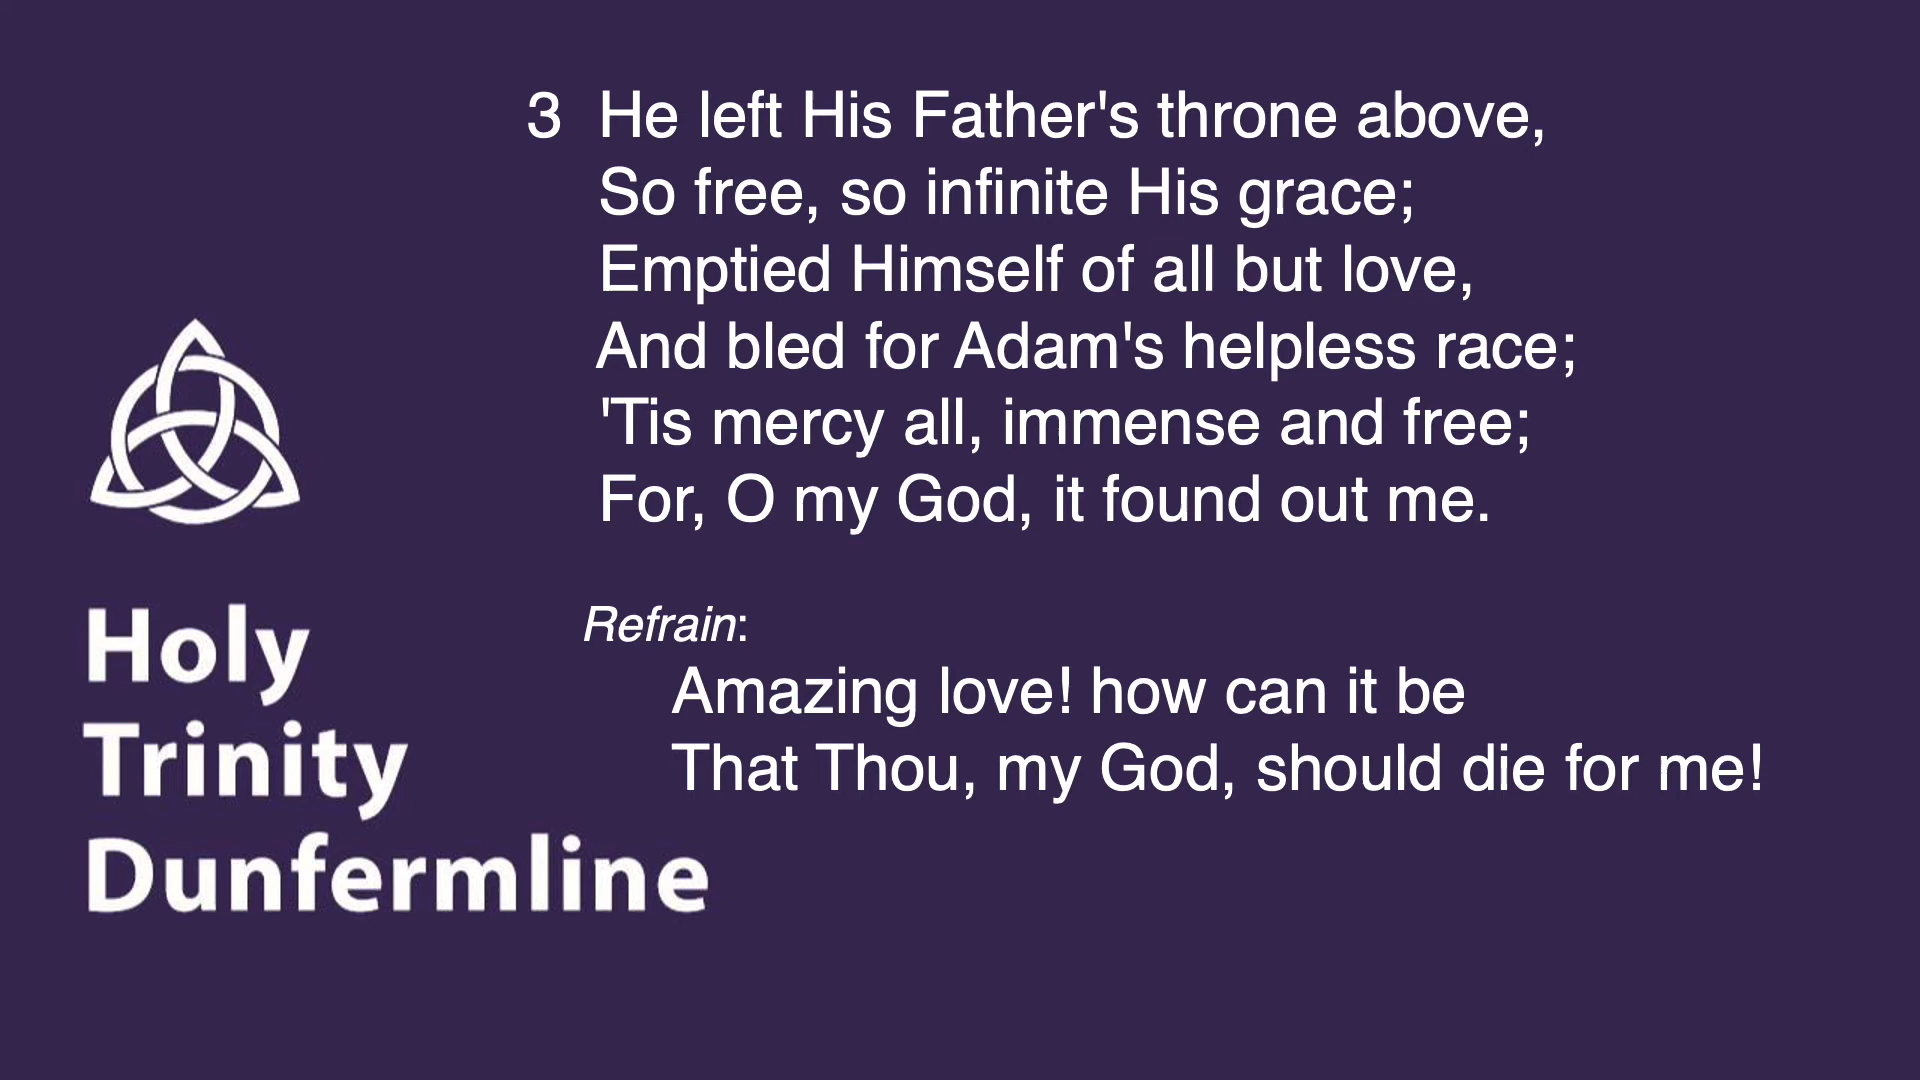 3 He left His Father's throne above,
So free, so infinite His grace;
Emptied Himself of all but love,
And bled for Adam's helpless race;
'Tis mercy all, immense and free;
For, O my God, it found out me.
Refrain:
Amazing love! how can it be
That Thou, my God, should die for me!
Holy
Trinity
Dunfermline